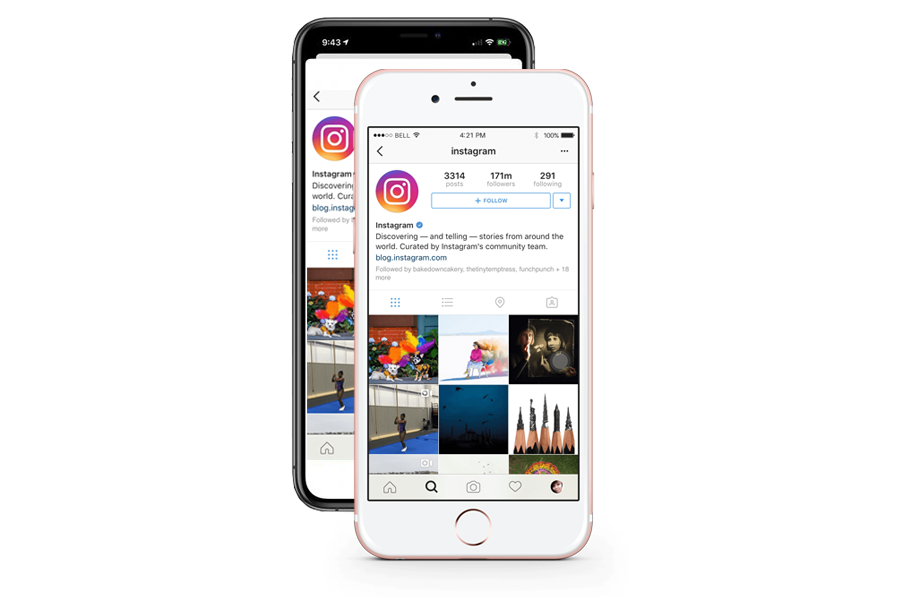 9:43
Instagram
Discovering
world. Cura
blog.instag
Followed by
more
BELL 4:21 PM 100%
instagram
3314 171m 291
posts followers following
+ FOLLOW
Instagram
Discovering — and telling — stories from around the
world. Curated by Instagram's community team.
blog.instagram.com
Followed by bakedowncakery, thetinytemptress, funchpunch + 18
more